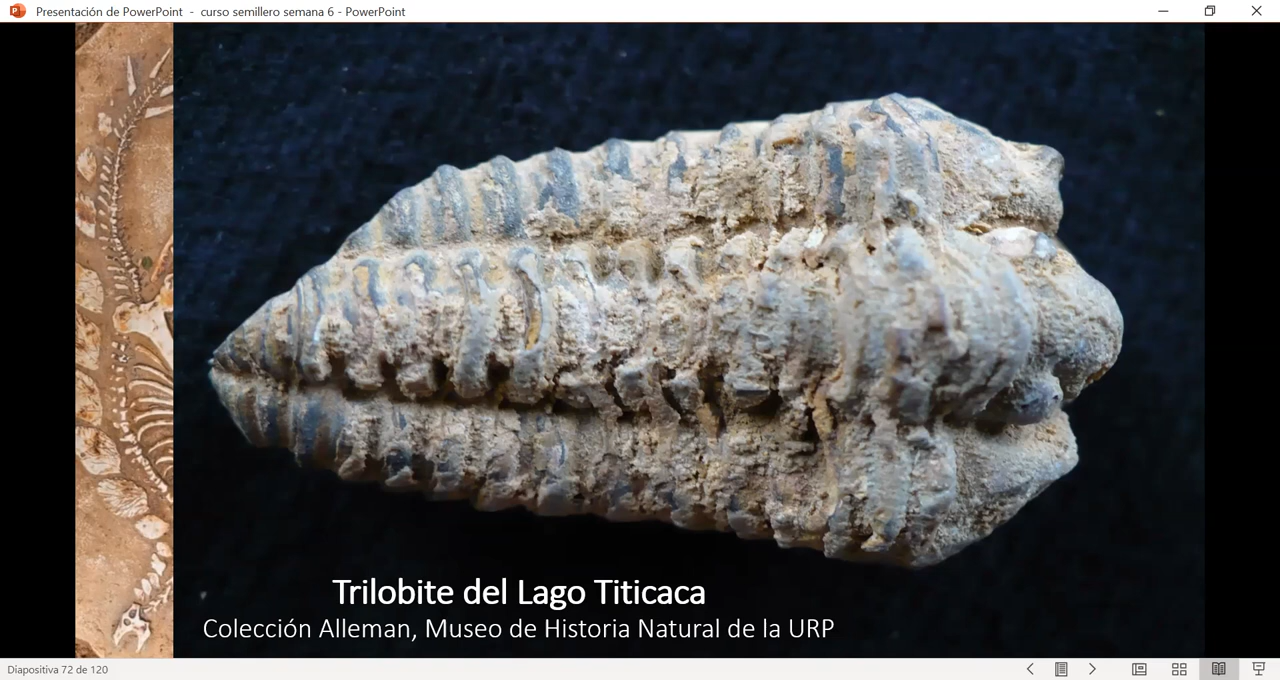 Presentación de PowerPoint - curso semillero semana 6 - PowerPoint
Trilobite del Lago Titicaca
Colección Alleman, Museo de Historia Natural de la URP
Diapositiva 72 de 120